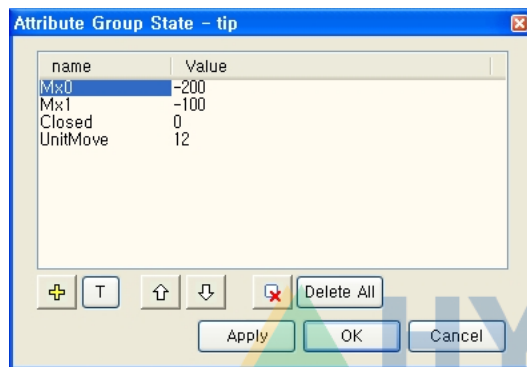 Attribute Group State - tip
name Value
Mx0 -200
Mx1 -100
Closed 0
UnitMove 12
T Delete All
Apply OK Cancel